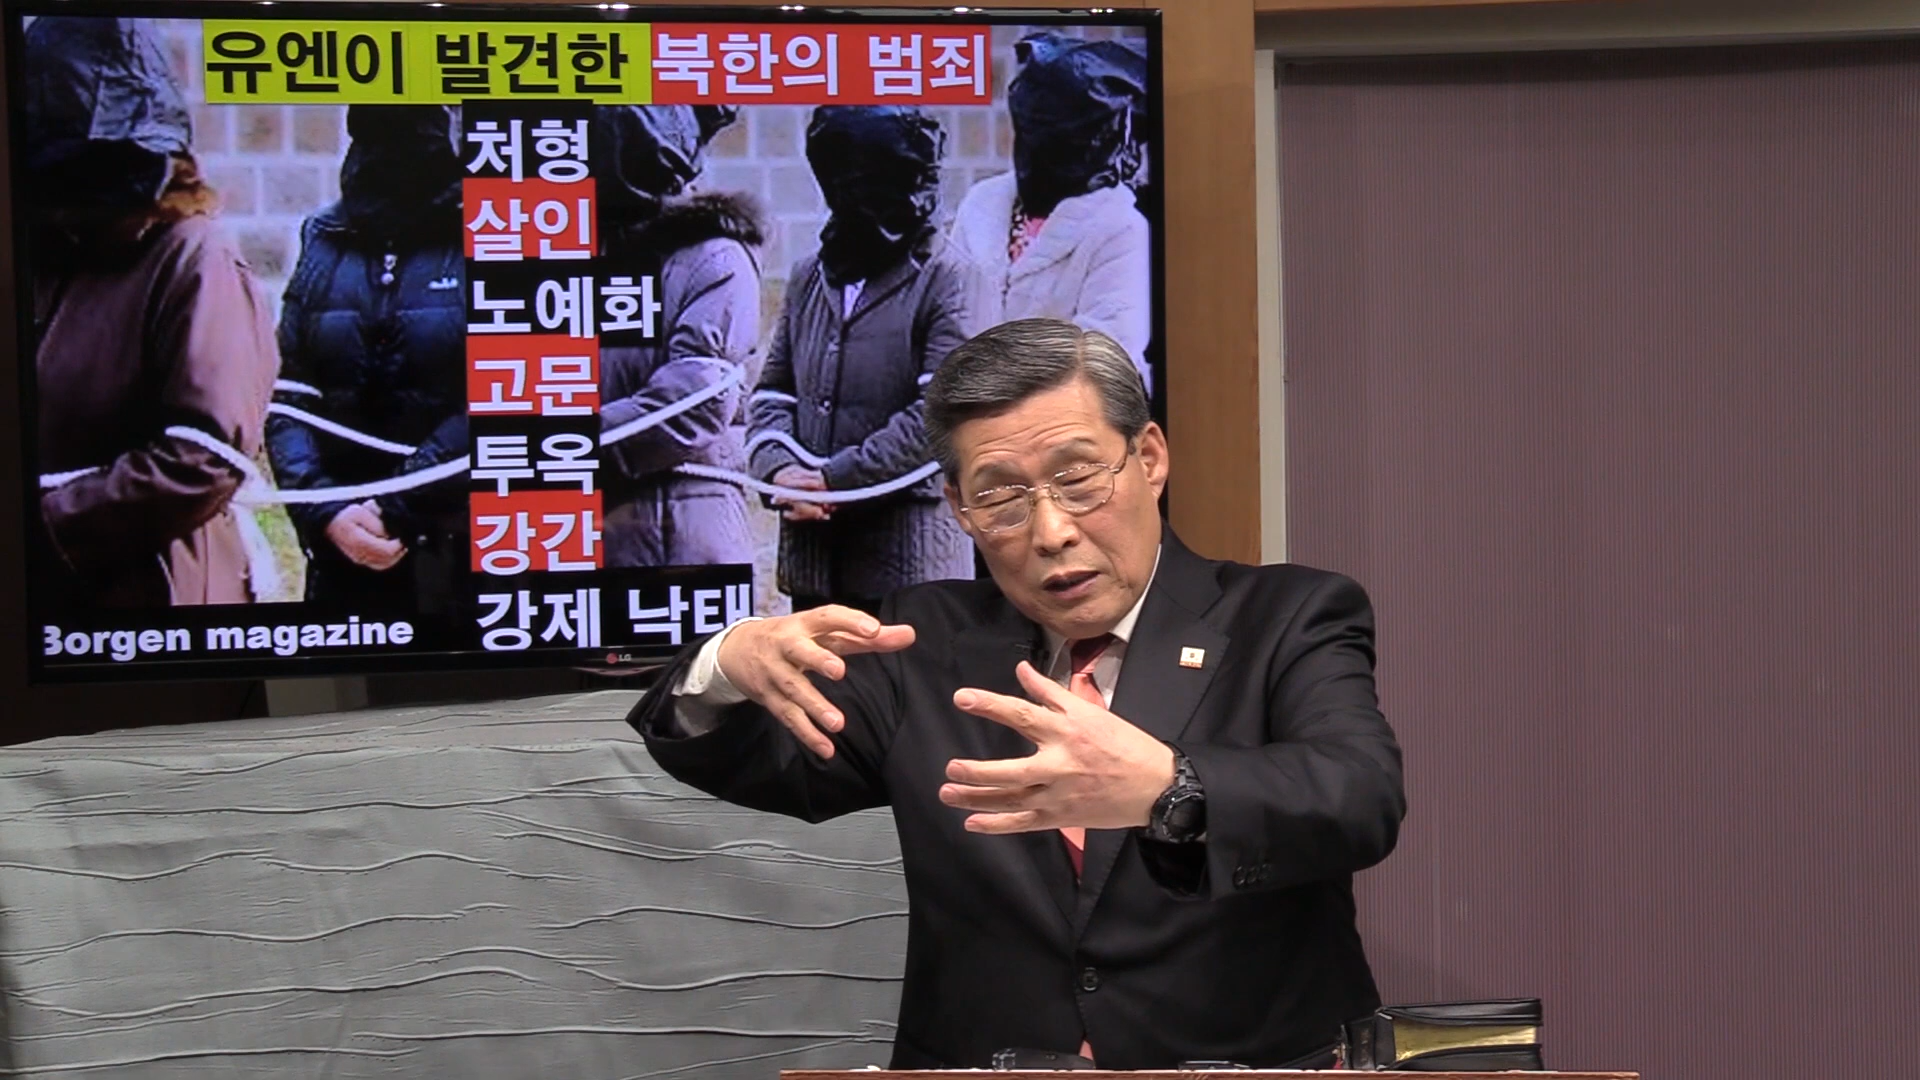 유엔이 발견한 북한의 범죄
처형
살인
노예화
고문
투옥
강간
강제 낙태
Borgen magazine
LG